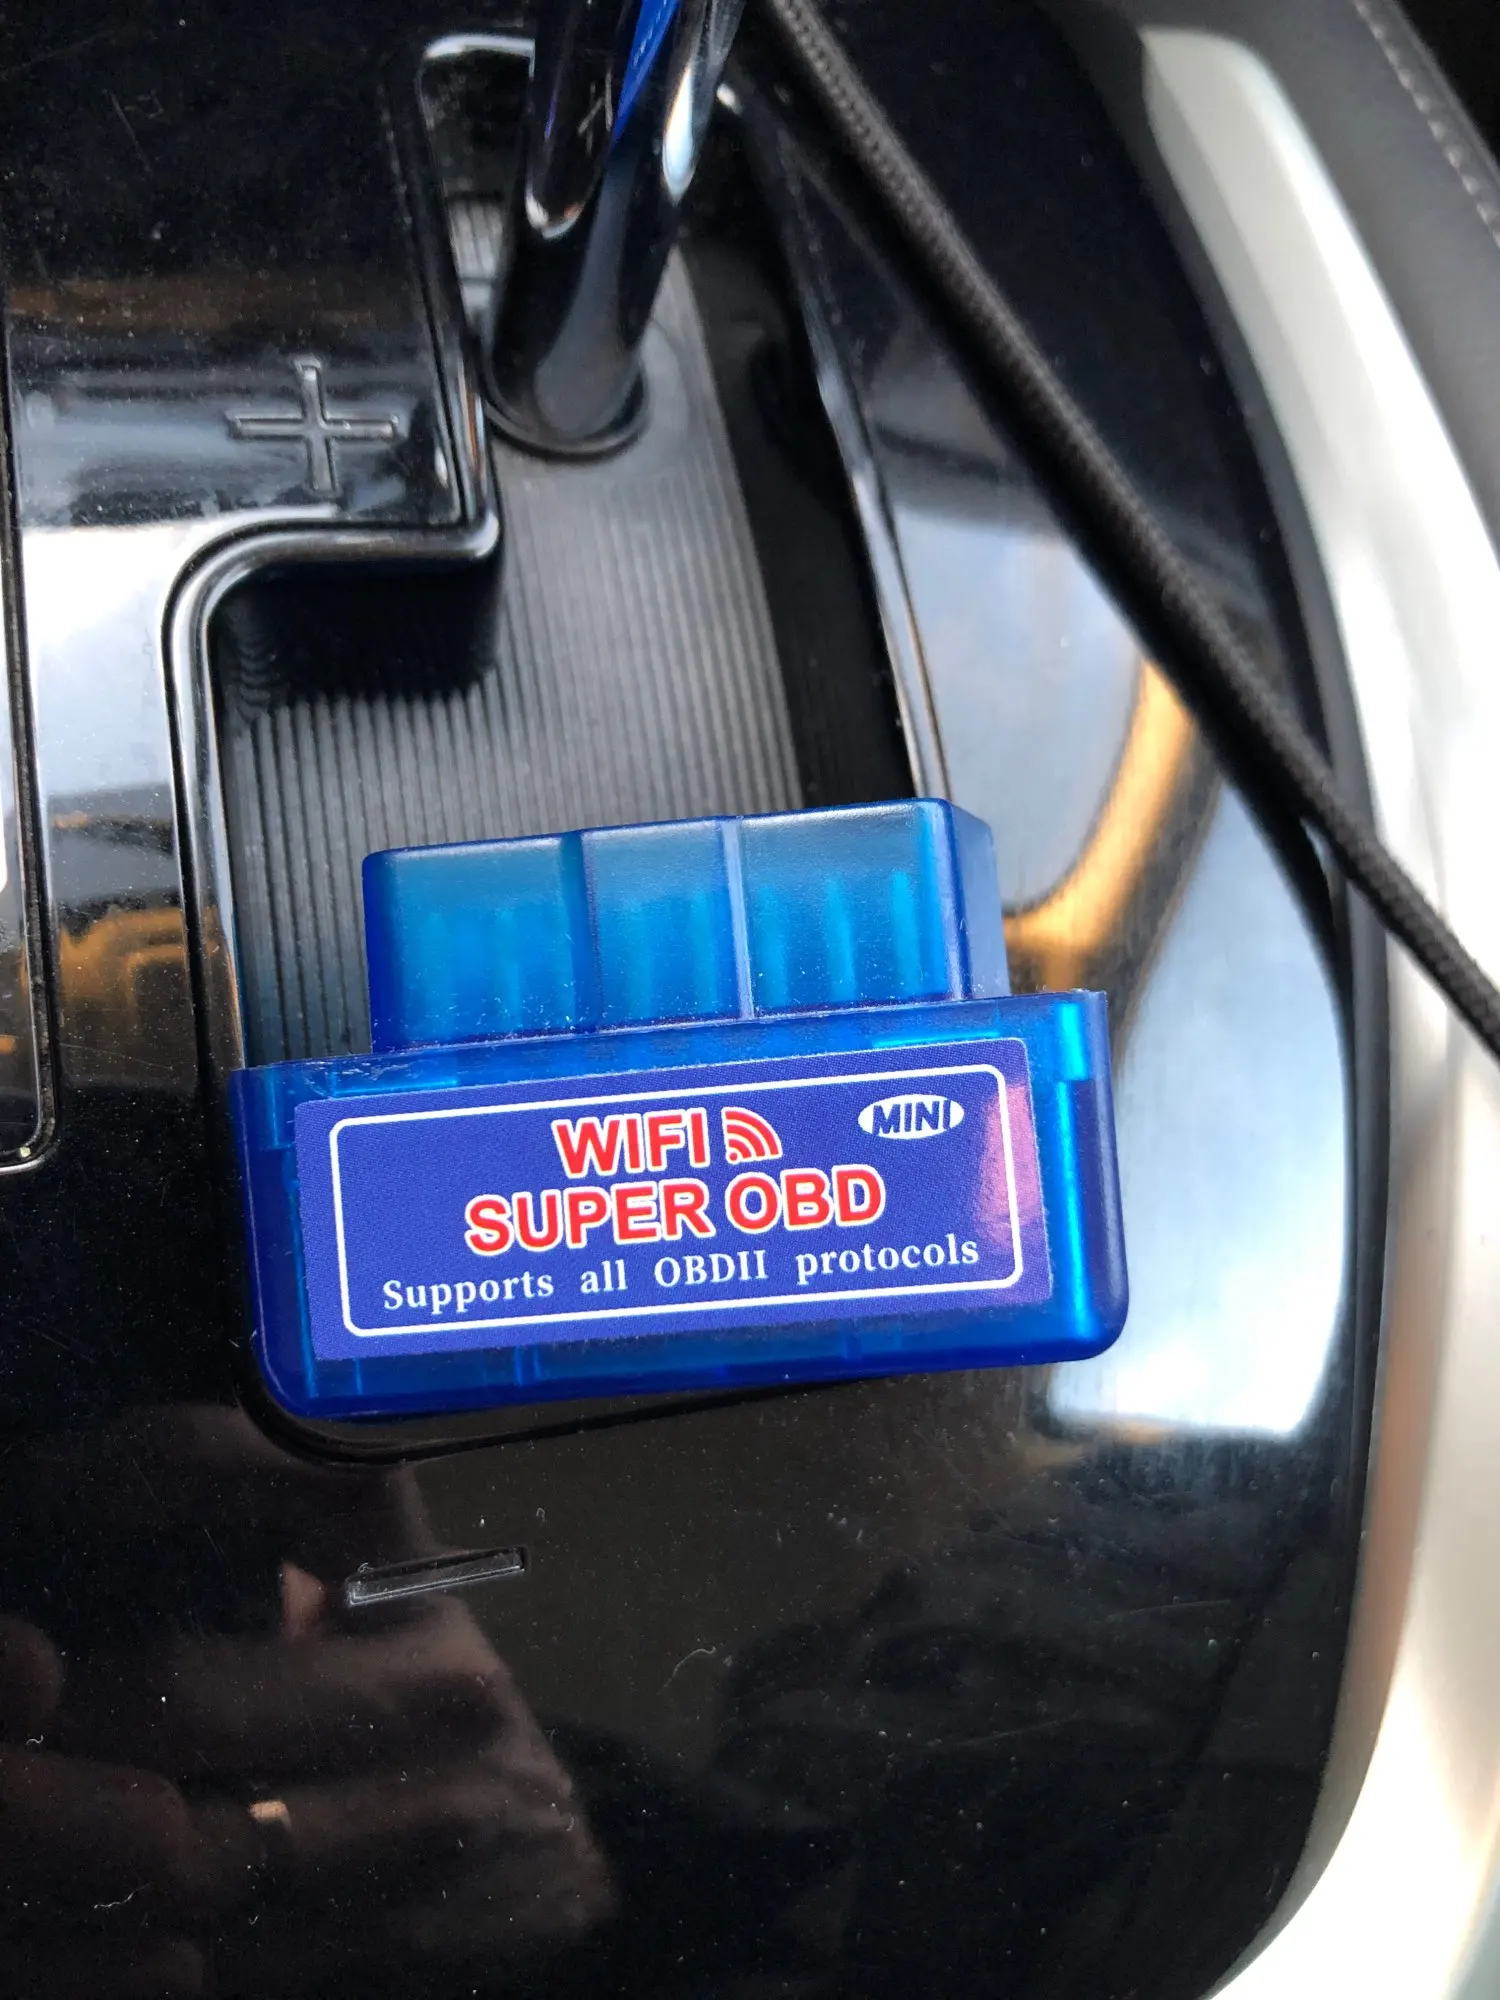 +
WIFI
MINI
SUPER OBD
Supports all OBDII protocols
−